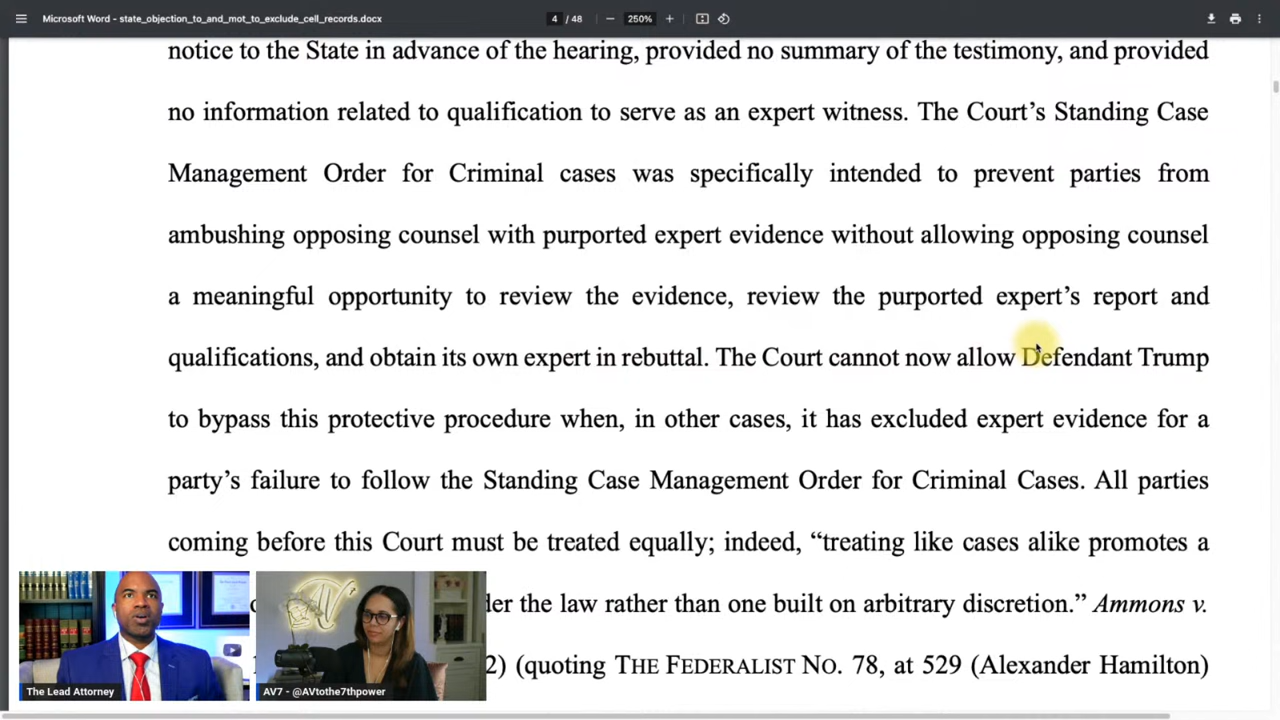 Microsoft Word - state_objection_to_and_mot_to_exclude_cell_records.docx
4 / 48
250%
notice to the State in advance of the hearing, provided no summary of the testimony, and provided
no information related to qualification to serve as an expert witness. The Court’s Standing Case
Management Order for Criminal cases was specifically intended to prevent parties from
ambushing opposing counsel with purported expert evidence without allowing opposing counsel
a meaningful opportunity to review the evidence, review the purported expert’s report and
qualifications, and obtain its own expert in rebuttal. The Court cannot now allow Defendant Trump
to bypass this protective procedure when, in other cases, it has excluded expert evidence for a
party’s failure to follow the Standing Case Management Order for Criminal Cases. All parties
coming before this Court must be treated equally; indeed, “treating like cases alike promotes a
the law rather than one built on arbitrary discretion.” Ammons v.
2) (quoting THE FEDERALIST NO. 78, at 529 (Alexander Hamilton)
The Lead Attorney
AV7 - @AVtothe7thpower